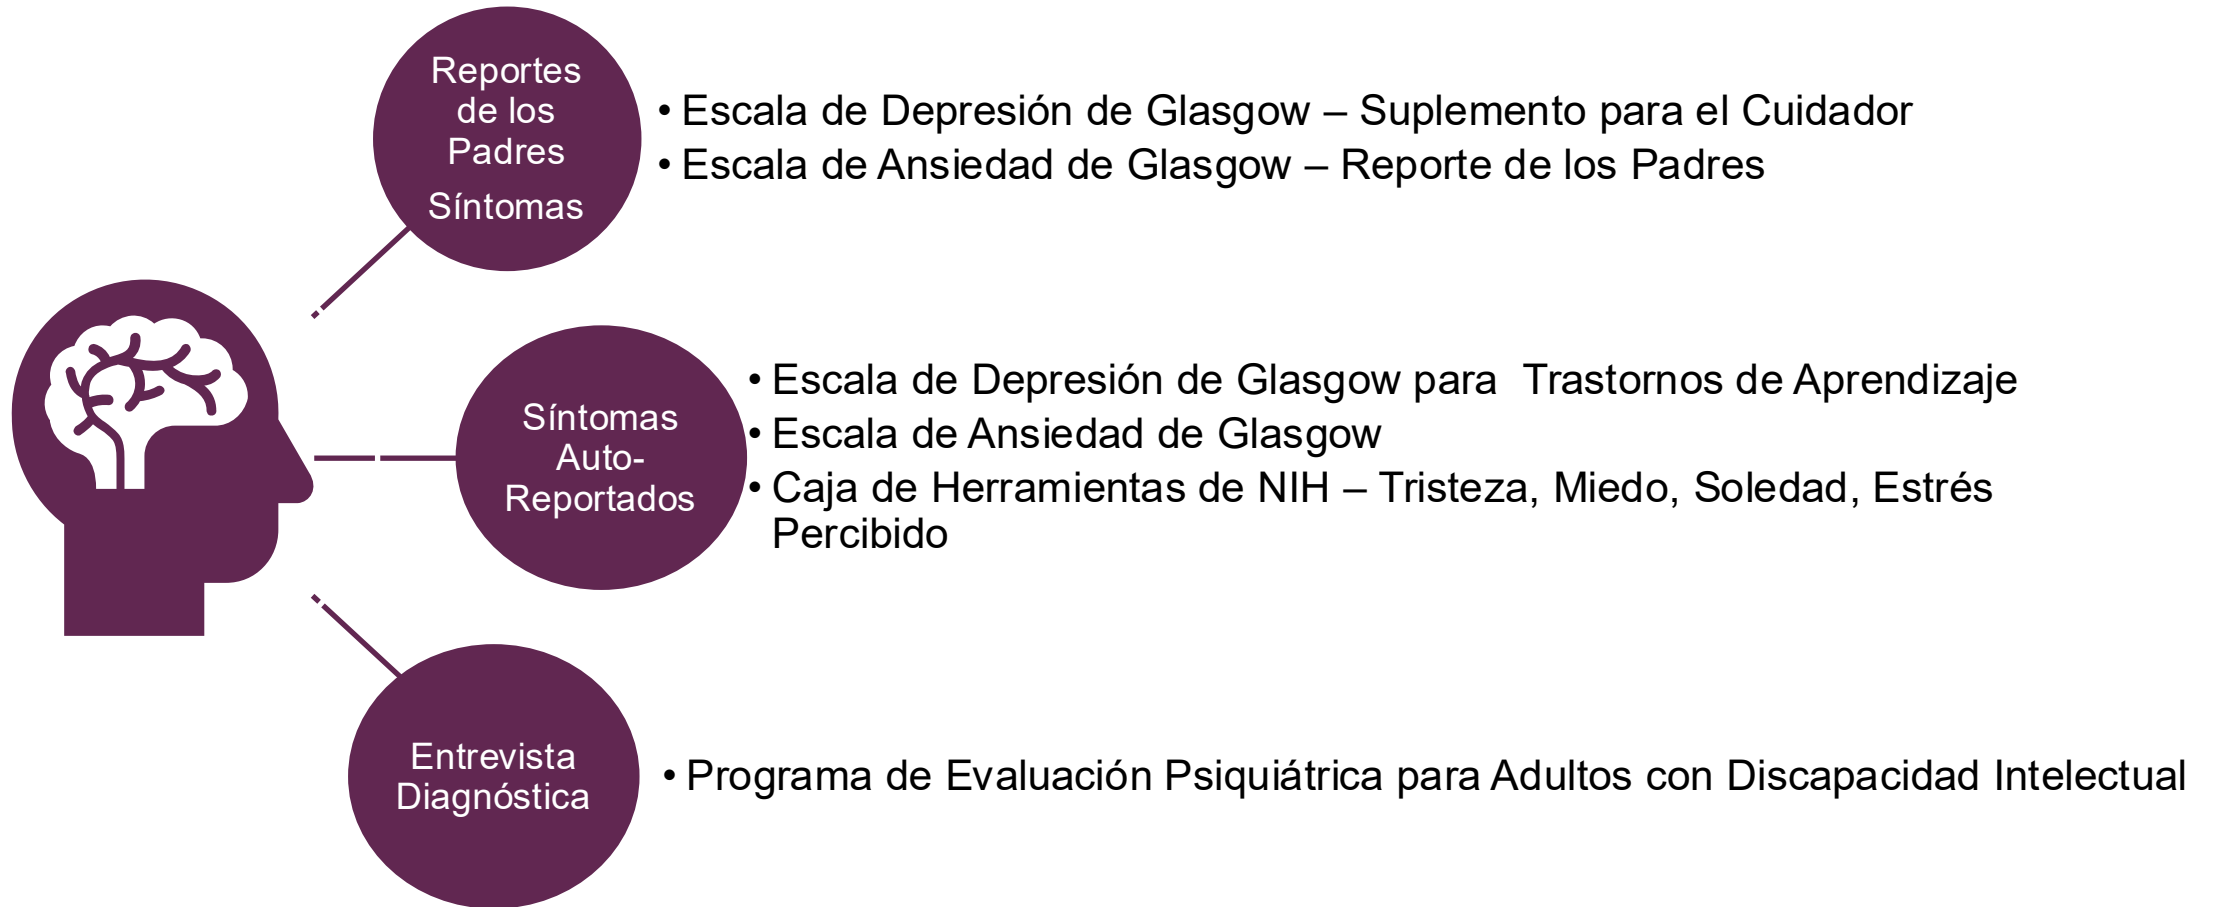 Reportes
de los
Padres
Síntomas
• Escala de Depresión de Glasgow – Suplemento para el Cuidador
• Escala de Ansiedad de Glasgow – Reporte de los Padres
Síntomas
Auto-
Reportados
• Escala de Depresión de Glasgow para  Trastornos de Aprendizaje
• Escala de Ansiedad de Glasgow
• Caja de Herramientas de NIH – Tristeza, Miedo, Soledad, Estrés
Percibido
Entrevista
Diagnóstica
• Programa de Evaluación Psiquiátrica para Adultos con Discapacidad Intelectual